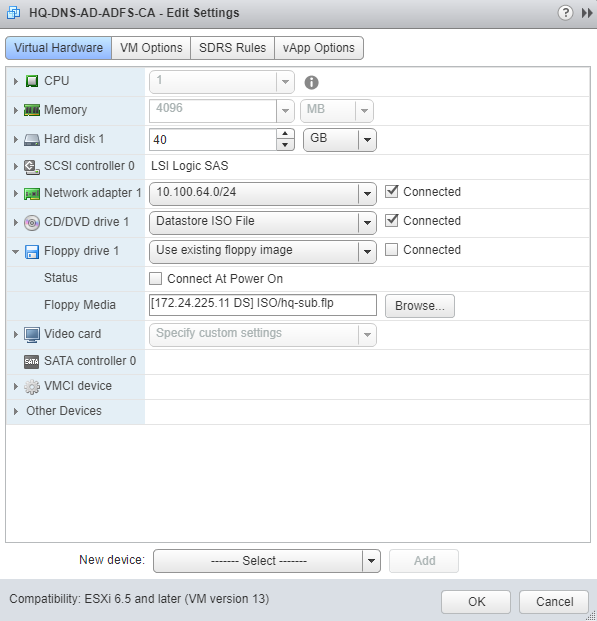 HQ-DNS-AD-ADFS-CA - Edit Settings
Virtual Hardware VM Options SDRS Rules vApp Options
CPU 1
Memory 4096 MB
Hard disk 1 40 GB
SCSI controller 0 LSI Logic SAS
Network adapter 1 10.100.64.0/24 Connected
CD/DVD drive 1 Datastore ISO File Connected
Floppy drive 1 Use existing floppy image Connected
Status Connect At Power On
Floppy Media [172.24.225.11 DS] ISO/hq-sub.flp Browse...
Video card Specify custom settings
SATA SATA controller 0
VMCI device
Other Devices
New device: ------- Select ------- Add
Compatibility: ESXi 6.5 and later (VM version 13) OK Cancel